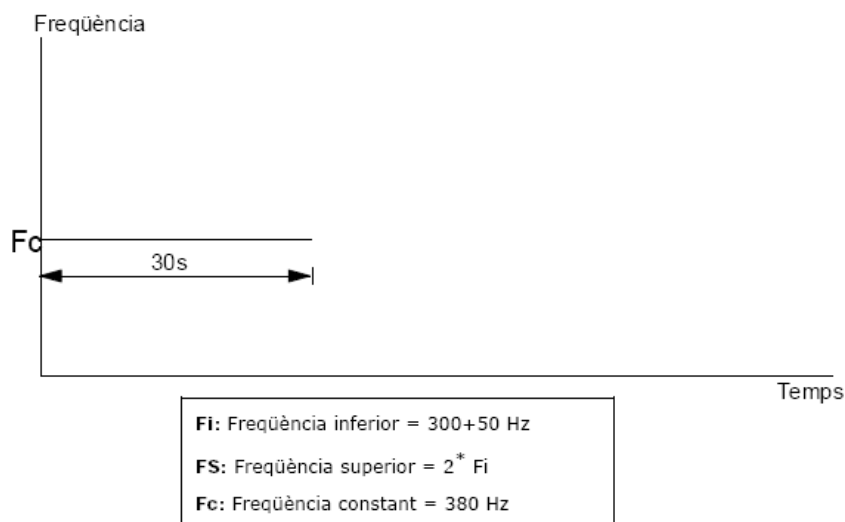 Freqüència
Fc
30s
Temps
Fi: Freqüència inferior = 300+50 Hz
FS: Freqüència superior = 2* Fi
Fc: Freqüència constant = 380 Hz